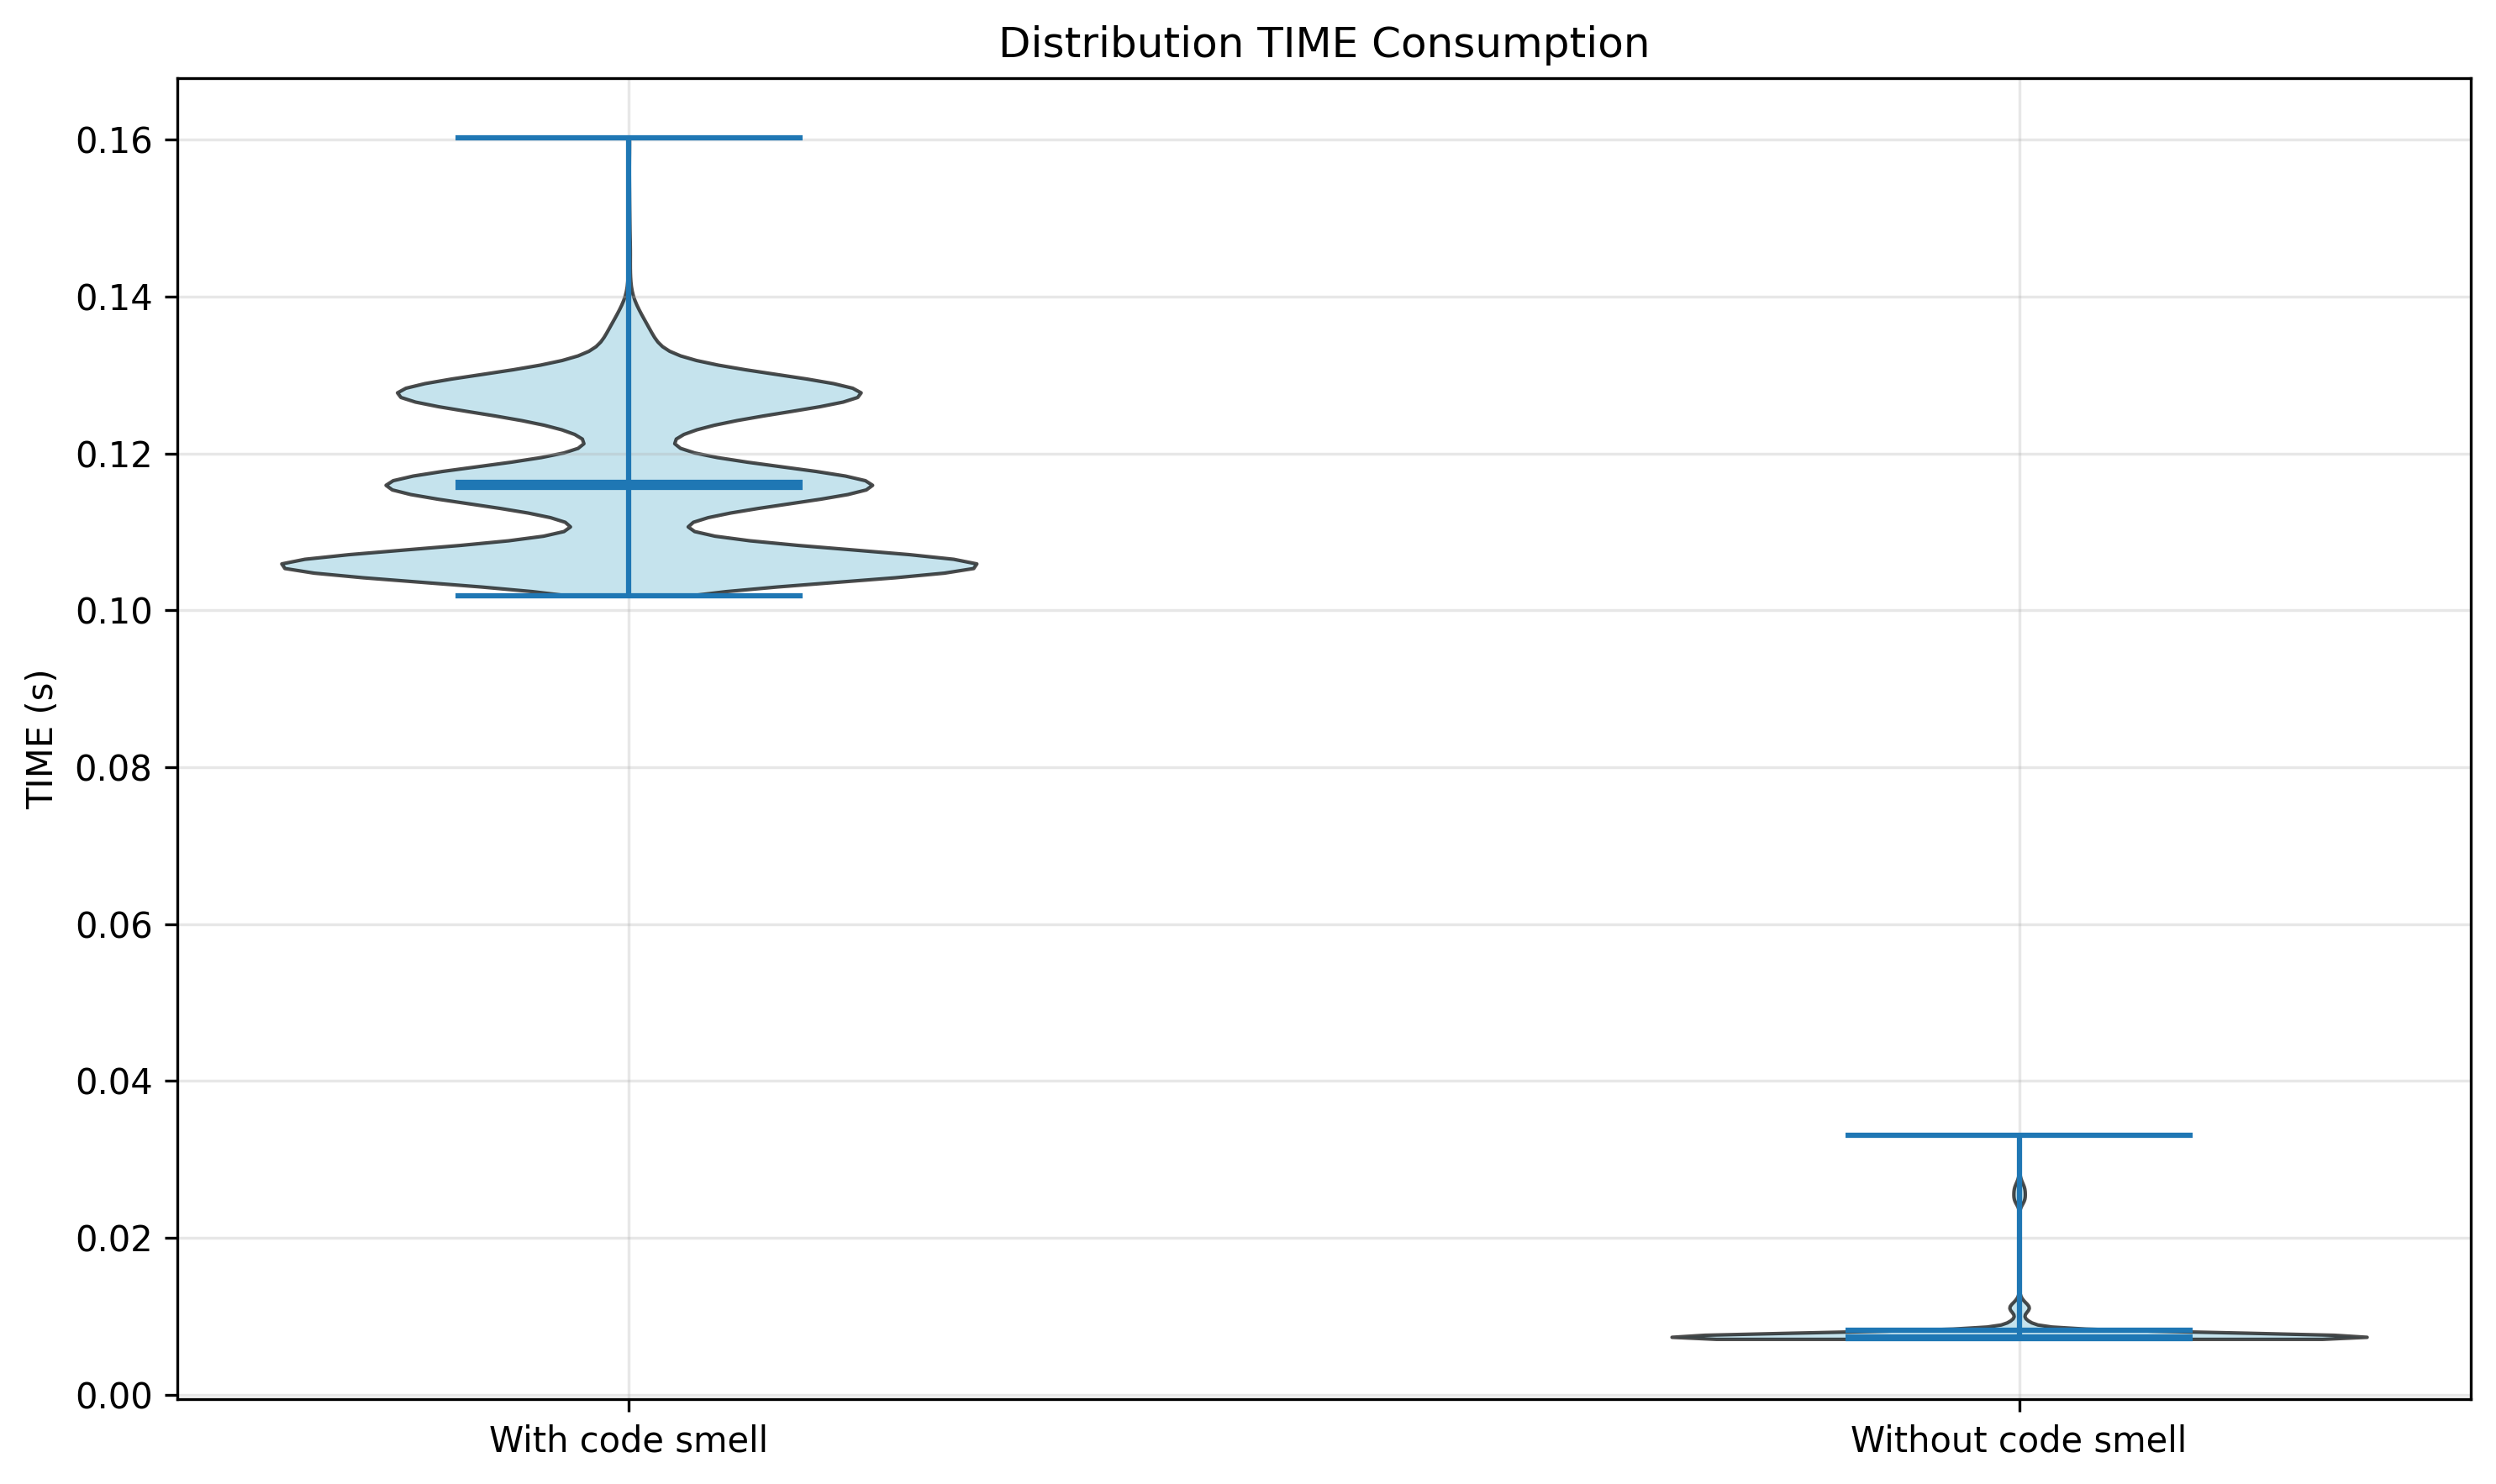 Distribution TIME Consumption
TIME (s)
0.16
0.14
0.12
0.10
0.08
0.06
0.04
0.02
0.00
With code smell
Without code smell